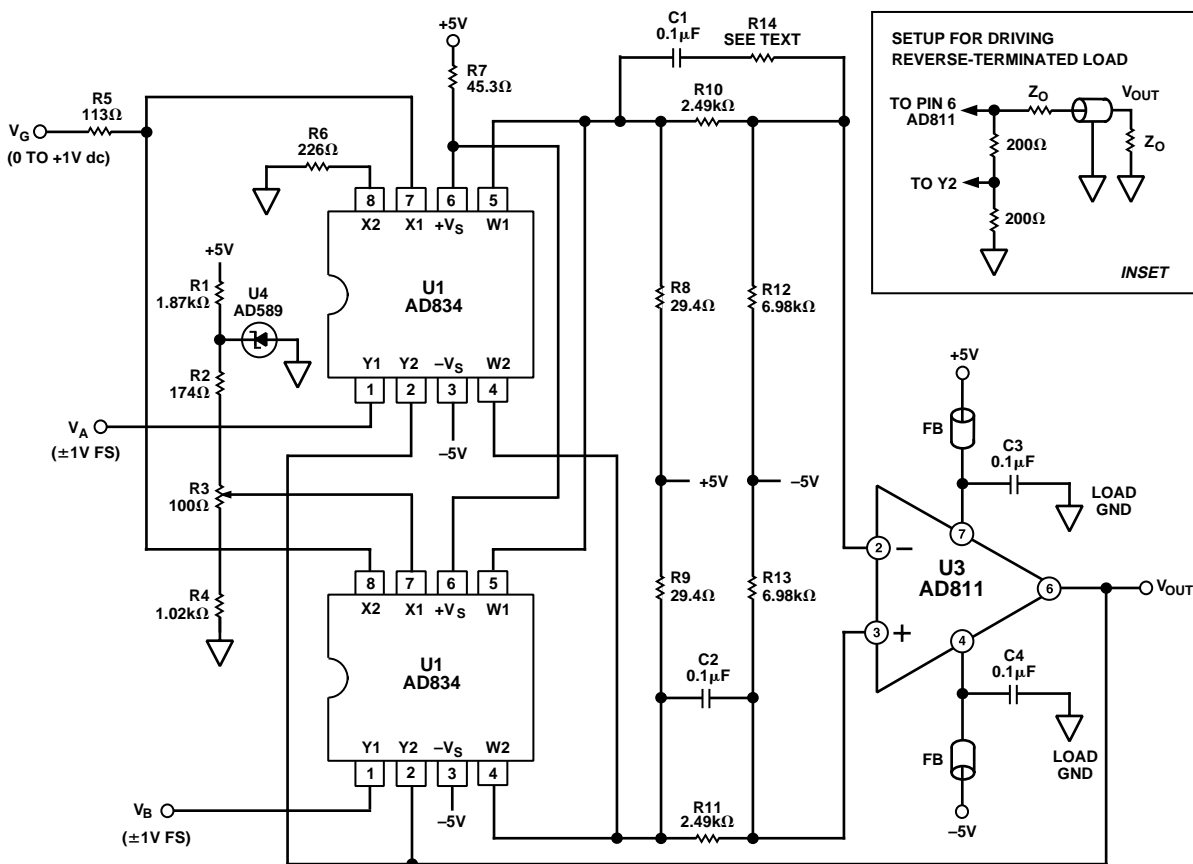 +5V
C1
0.1µF
R14
SEE TEXT
SETUP FOR DRIVING
REVERSE-TERMINATED LOAD
TO PIN 6
AD811
ZO
VOUT
ZO
200Ω
TO Y2
200Ω
INSET
R7
45.3Ω
R10
2.49kΩ
R5
113Ω
VG
(0 TO +1V dc)
R6
226Ω
8
7
6
5
X2
X1
+VS
W1
U1
AD834
Y1
Y2
–VS
W2
1
2
3
4
–5V
+5V
R1
1.87kΩ
U4
AD589
R2
174Ω
VA
(±1V FS)
R3
100Ω
R4
1.02kΩ
R8
29.4Ω
R12
6.98kΩ
+5V
–5V
R9
29.4Ω
R13
6.98kΩ
C2
0.1µF
+5V
FB
C3
0.1µF
LOAD
GND
7
2
–
U3
AD811
6
VOUT
3
+
4
C4
0.1µF
LOAD
GND
FB
–5V
8
7
6
5
X2
X1
+VS
W1
U1
AD834
Y1
Y2
–VS
W2
1
2
3
4
–5V
VB
(±1V FS)
R11
2.49kΩ